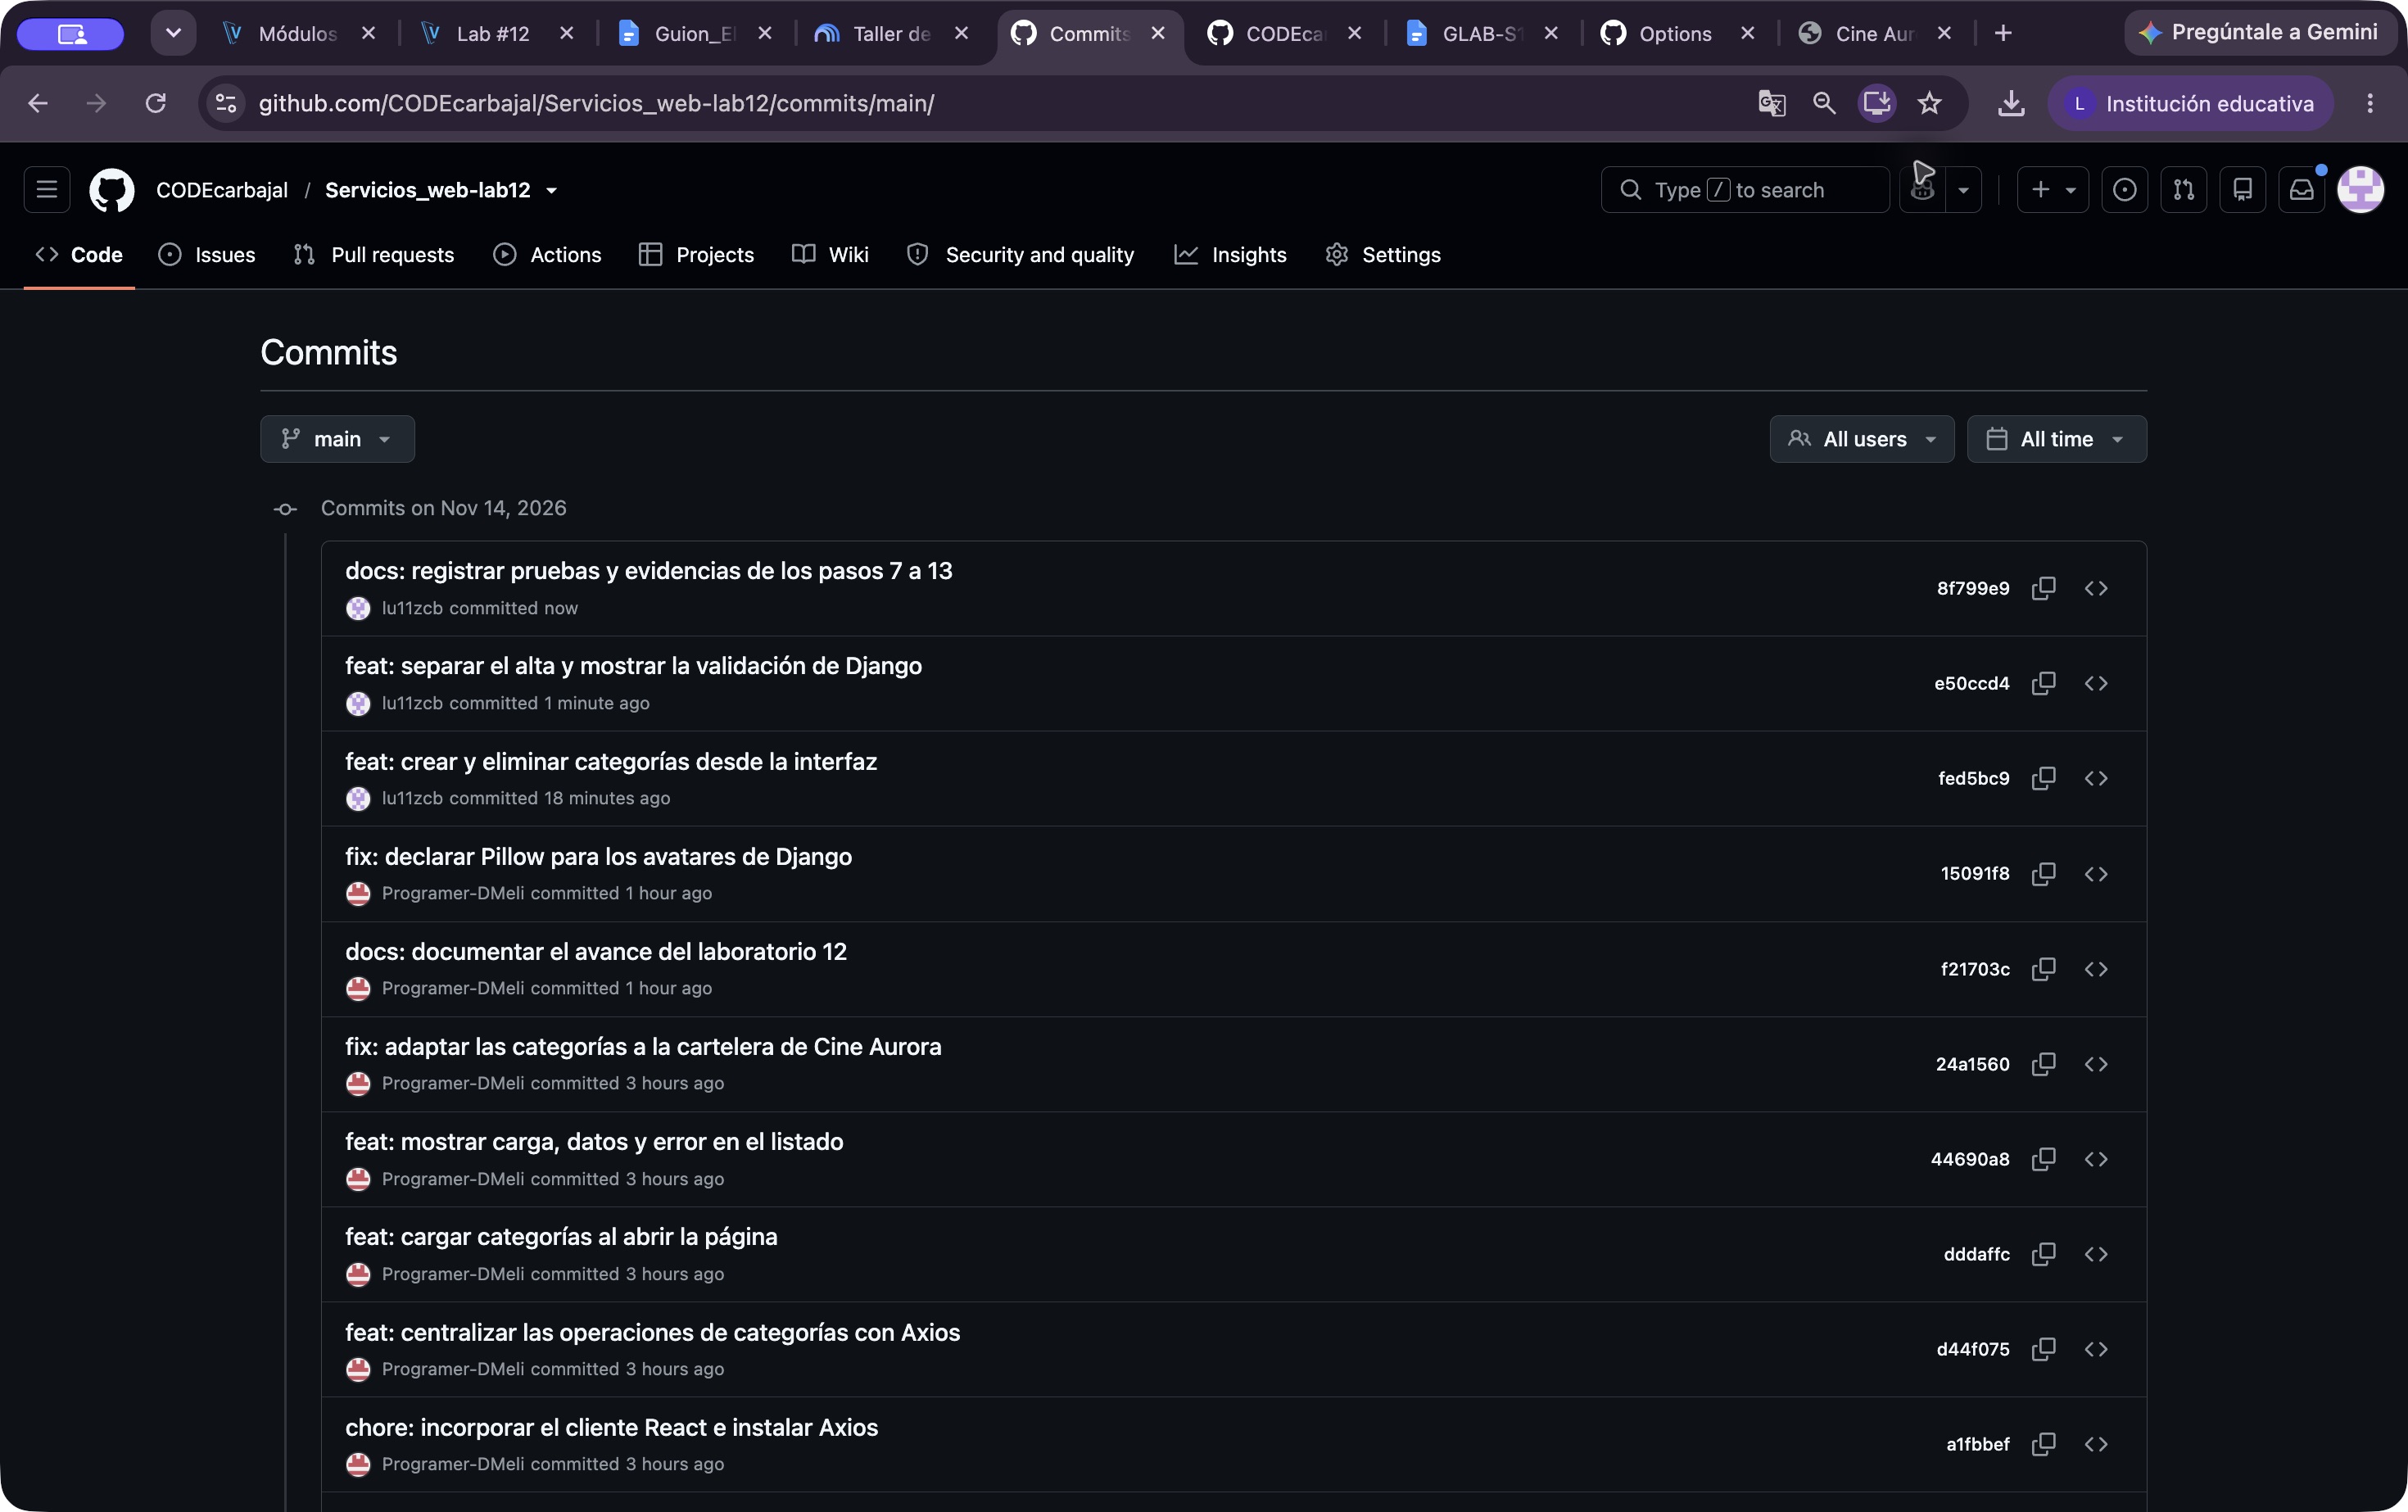 Módulos
Lab #12
Guion_El
Taller de
Commits
CODEcar
GLAB-S1
Options
Cine Aur
Pregúntale a Gemini
github.com/CODEcarbajal/Servicios_web-lab12/commits/main/
L Institución educativa
CODEcarbajal / Servicios_web-lab12
Type / to search
Code
Issues
Pull requests
Actions
Projects
Wiki
Security and quality
Insights
Settings
Commits
main
All users
All time
Commits on Nov 14, 2026
docs: registrar pruebas y evidencias de los pasos 7 a 13
lu11zcb committed now
8f799e9
feat: separar el alta y mostrar la validación de Django
lu11zcb committed 1 minute ago
e50ccd4
feat: crear y eliminar categorías desde la interfaz
lu11zcb committed 18 minutes ago
fed5bc9
fix: declarar Pillow para los avatares de Django
Programer-DMeli committed 1 hour ago
15091f8
docs: documentar el avance del laboratorio 12
Programer-DMeli committed 1 hour ago
f21703c
fix: adaptar las categorías a la cartelera de Cine Aurora
Programer-DMeli committed 3 hours ago
24a1560
feat: mostrar carga, datos y error en el listado
Programer-DMeli committed 3 hours ago
44690a8
feat: cargar categorías al abrir la página
Programer-DMeli committed 3 hours ago
dddaffc
feat: centralizar las operaciones de categorías con Axios
Programer-DMeli committed 3 hours ago
d44f075
chore: incorporar el cliente React e instalar Axios
Programer-DMeli committed 3 hours ago
a1fbbef